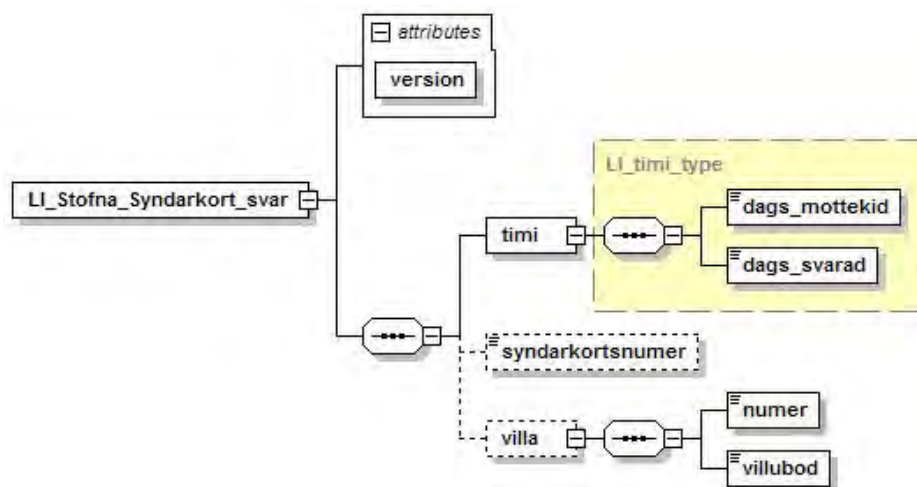 attributes
version
LI_Stofna_Syndarkort_svar
LI_timi_type
timi
dags_mottekid
dags_svarad
syndarkortsnumer
villa
numer
villubod